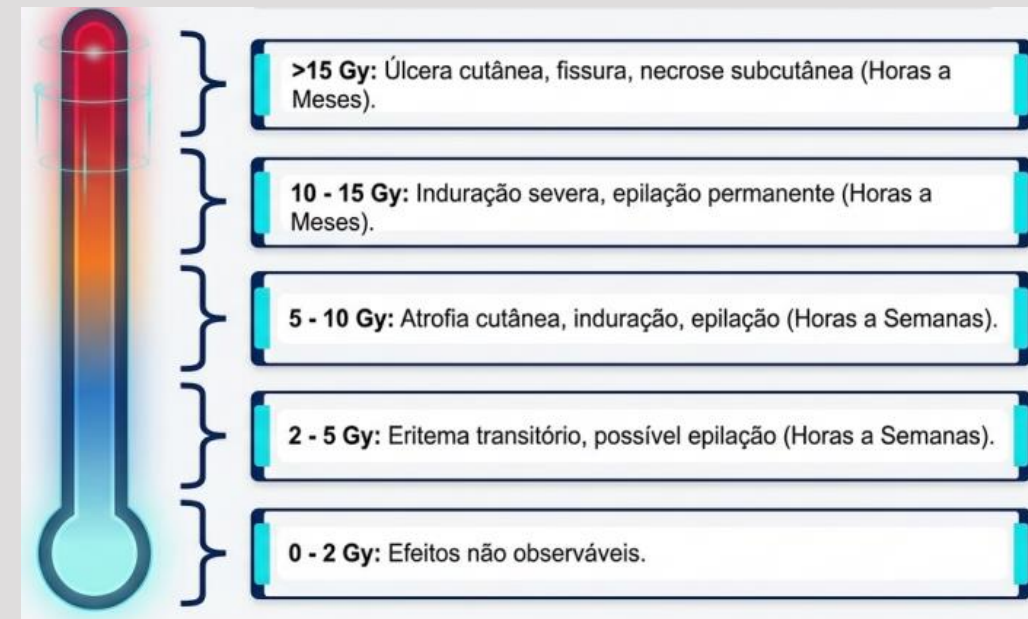 >15 Gy: Úlcera cutânea, fissura, necrose subcutânea (Horas a
Meses).
10 - 15 Gy: Induração severa, epilação permanente (Horas a
Meses).
5 - 10 Gy: Atrofia cutânea, induração, epilação (Horas a Semanas).
2 - 5 Gy: Eritema transitório, possível epilação (Horas a Semanas).
0 - 2 Gy: Efeitos não observáveis.